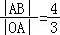 |AB|/|OA| = 4/3